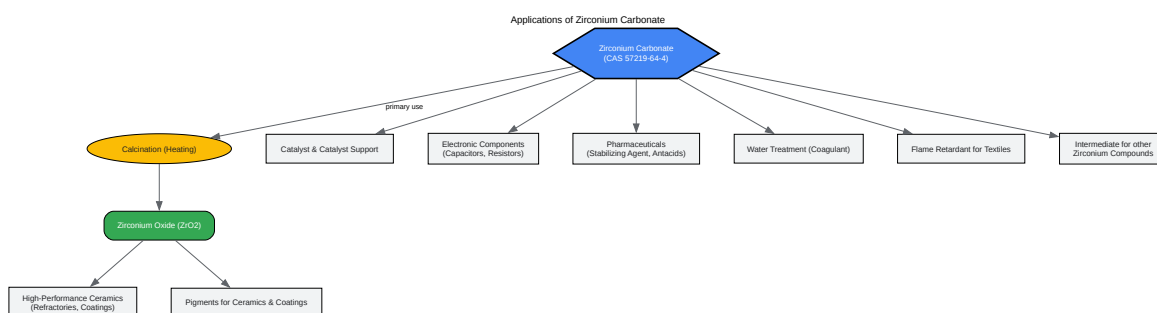 Applications of Zirconium Carbonate
Zirconium Carbonate
(CAS 57219-64-4)
primary use
Calcination (Heating)
Catalyst & Catalyst Support
Electronic Components
(Capacitors, Resistors)
Pharmaceuticals
(Stabilizing Agent, Antacids)
Water Treatment (Coagulant)
Flame Retardant for Textiles
Intermediate for other
Zirconium Compounds
Zirconium Oxide (ZrO2)
High-Performance Ceramics
(Refractories, Coatings)
Pigments for Ceramics & Coatings